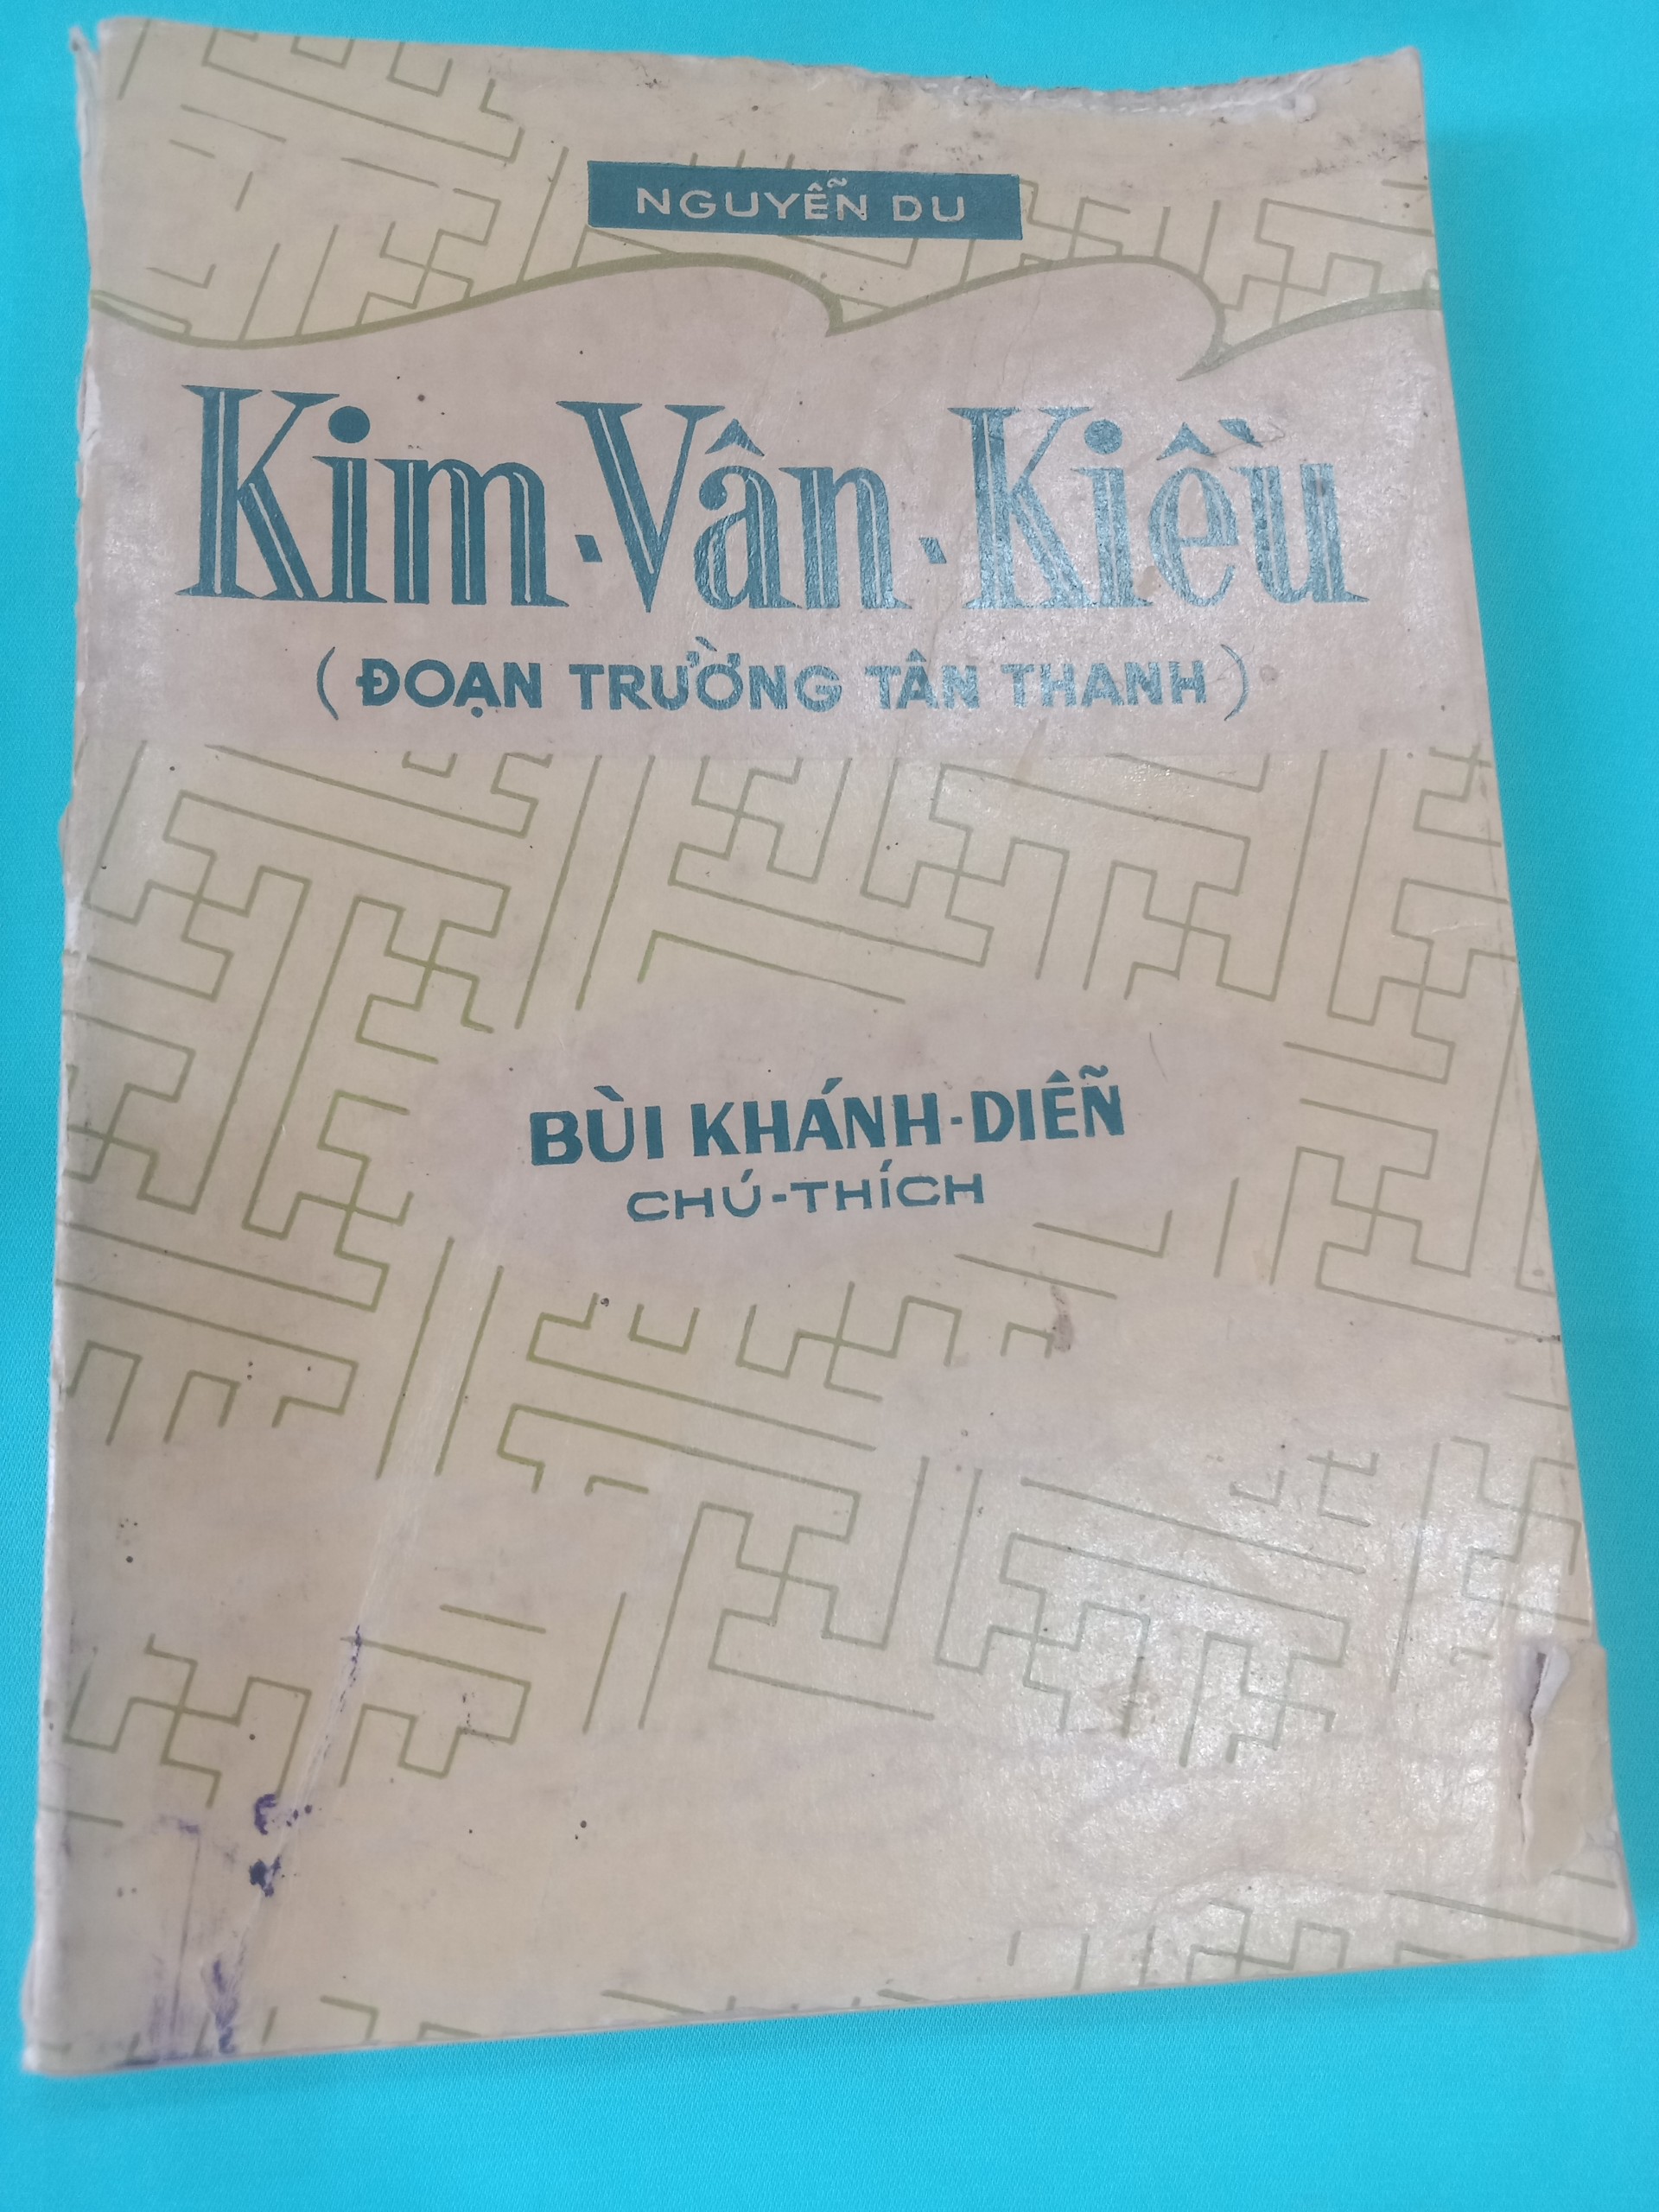 NGUYỄN DU
Kim · Vân · Kiều
( ĐOẠN TRƯỜNG TÂN THANH )
BÙI KHÁNH-DIỄN
CHÚ-THÍCH